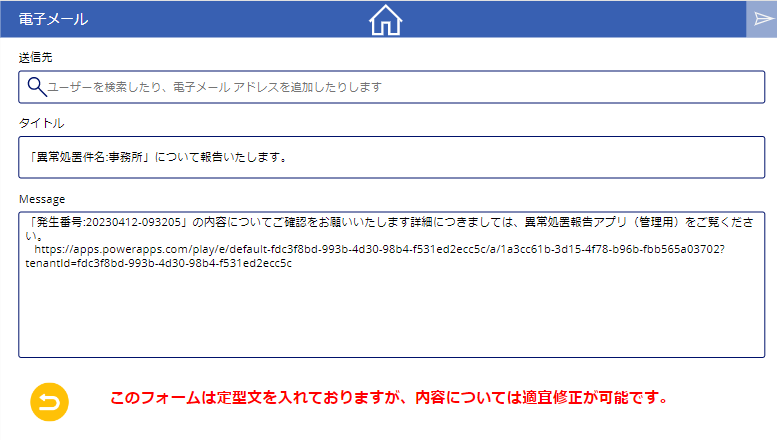 電子メール
送信先
ユーザーを検索したり、電子メール アドレスを追加したりします
タイトル
「異常処置件名:事務所」について報告いたします。
Message
「発生番号:20230412-093205」の内容についてご確認をお願いいたします詳細につきましては、異常処置報告アプリ（管理用）をご覧くださ
い。
https://apps.powerapps.com/play/e/default-fdc3f8bd-993b-4d30-98b4-f531ed2ecc5c/a/1a3cc61b-3d15-4f78-b96b-fbb565a03702?
tenantId=fdc3f8bd-993b-4d30-98b4-f531ed2ecc5c
このフォームは定型文を入れておりますが、内容については適宜修正が可能です。